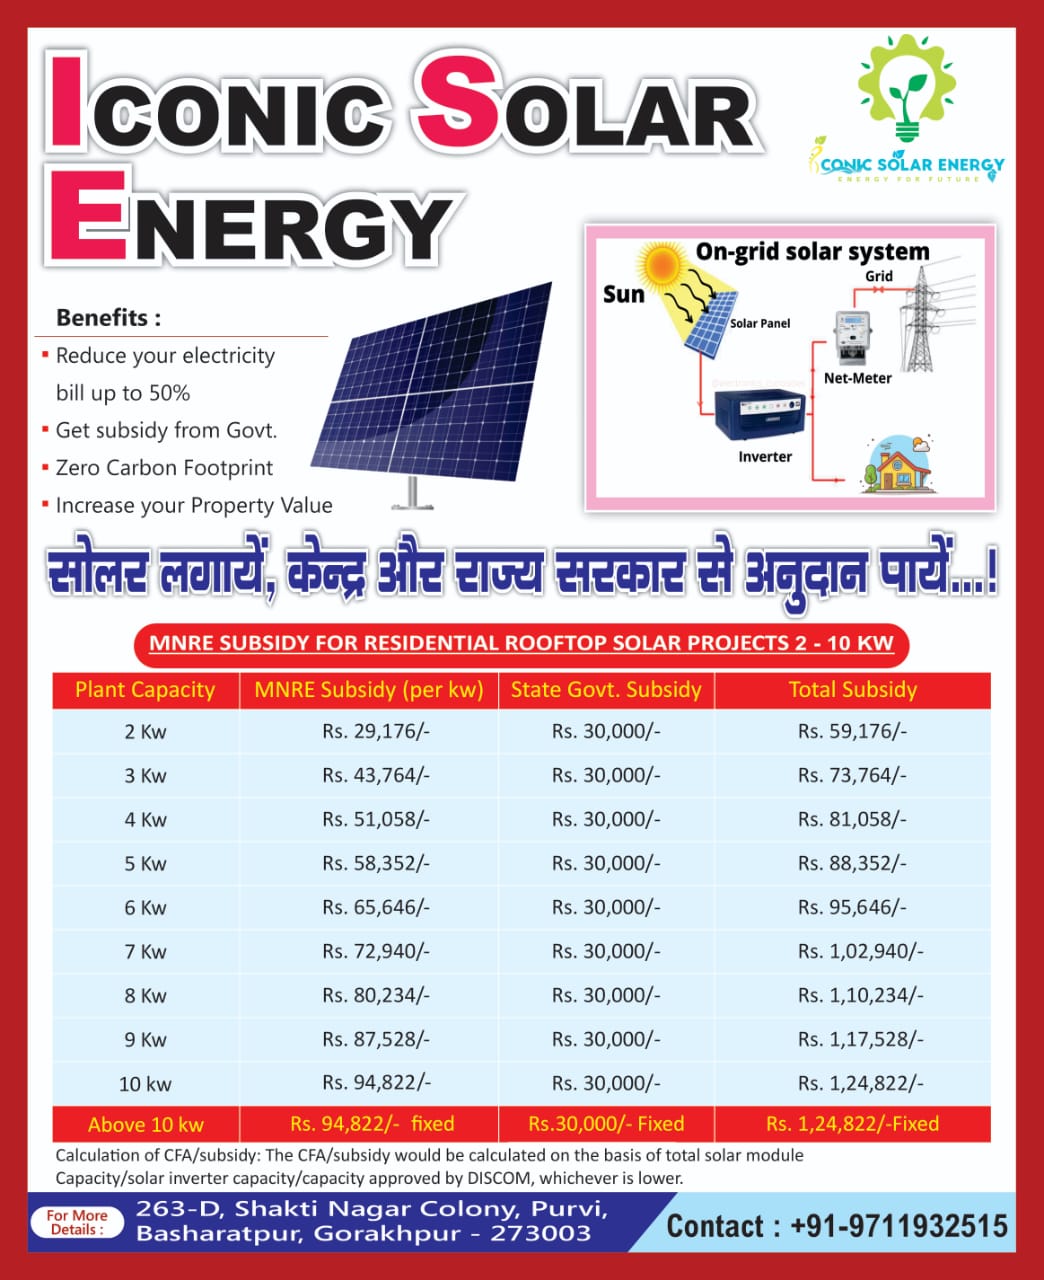 ICONIC SOLAR
ENERGY
CONIC SOLAR ENERGY
ENERGY FOR FUTURE
On-grid solar system
Grid
Sun
Solar Panel
Net-Meter
Inverter
Benefits :
Reduce your electricity
bill up to 50%
Get subsidy from Govt.
Zero Carbon Footprint
Increase your Property Value
सोलर लगायें, केन्द्र और राज्य सरकार से अनुदान पायें...!
MNRE SUBSIDY FOR RESIDENTIAL ROOFTOP SOLAR PROJECTS 2 - 10 KW
Plant Capacity MNRE Subsidy (per kw) State Govt. Subsidy Total Subsidy
2 Kw Rs. 29,176/- Rs. 30,000/- Rs. 59,176/-
3 Kw Rs. 43,764/- Rs. 30,000/- Rs. 73,764/-
4 Kw Rs. 51,058/- Rs. 30,000/- Rs. 81,058/-
5 Kw Rs. 58,352/- Rs. 30,000/- Rs. 88,352/-
6 Kw Rs. 65,646/- Rs. 30,000/- Rs. 95,646/-
7 Kw Rs. 72,940/- Rs. 30,000/- Rs. 1,02,940/-
8 Kw Rs. 80,234/- Rs. 30,000/- Rs. 1,10,234/-
9 Kw Rs. 87,528/- Rs. 30,000/- Rs. 1,17,528/-
10 kw Rs. 94,822/- Rs. 30,000/- Rs. 1,24,822/-
Above 10 kw Rs. 94,822/- fixed Rs.30,000/- Fixed Rs. 1,24,822/-Fixed
Calculation of CFA/subsidy: The CFA/subsidy would be calculated on the basis of total solar module
Capacity/solar inverter capacity/capacity approved by DISCOM, whichever is lower.
For More
Details :
263-D, Shakti Nagar Colony, Purvi,
Basharatpur, Gorakhpur - 273003
Contact : +91-9711932515